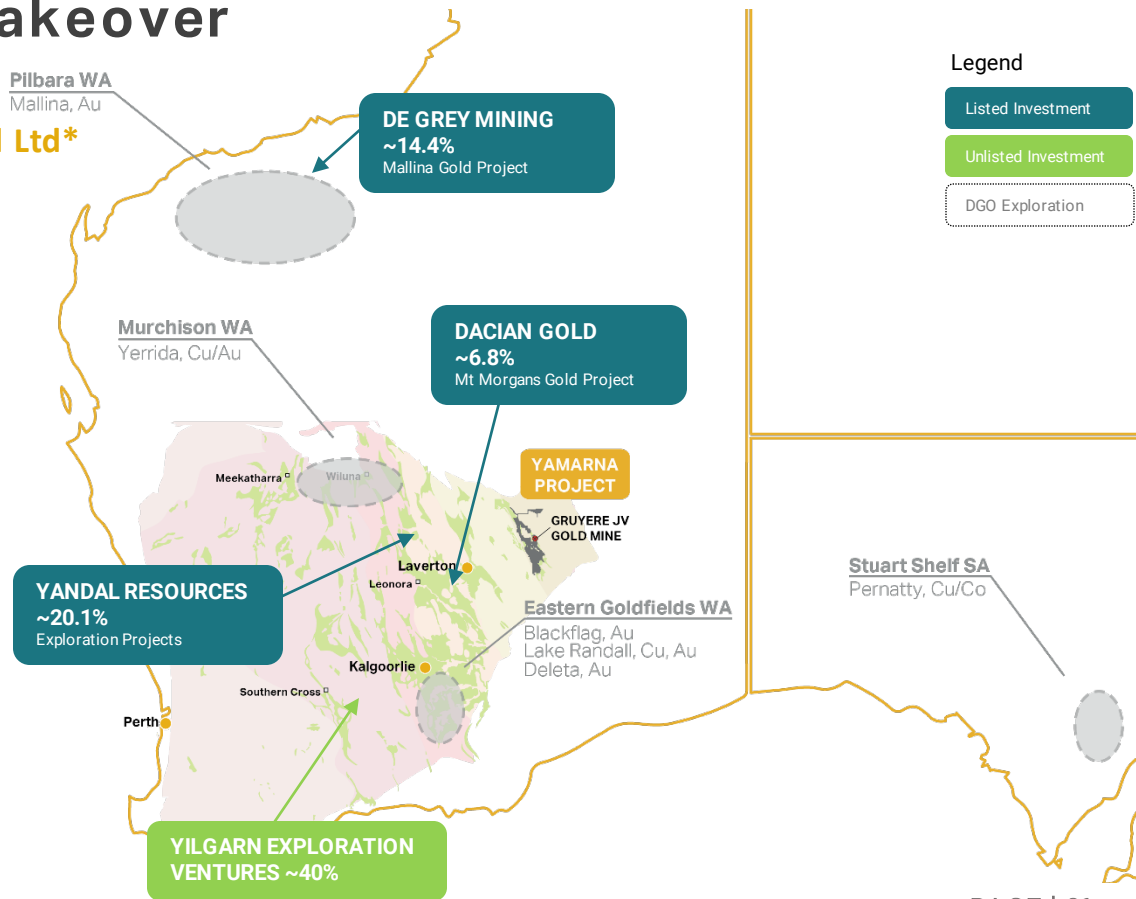 akeover
Pilbara WA
Mallina, Au
Ltd*
DE GREY MINING
~14.4%
Mallina Gold Project
Legend
Listed Investment
Unlisted Investment
DGO Exploration
Murchison WA
Yerrida, Cu/Au
DACIAN GOLD
~6.8%
Mt Morgans Gold Project
Meekatharra
Wiluna
YAMARNA
PROJECT
GRUYERE JV
GOLD MINE
Laverton
Leonora
YANDAL RESOURCES
~20.1%
Exploration Projects
Eastern Goldfields WA
Blackflag, Au
Lake Randall, Cu, Au
Deleta, Au
Stuart Shelf SA
Pernatty, Cu/Co
Kalgoorlie
Southern Cross
Perth
YILGARN EXPLORATION
VENTURES ~40%